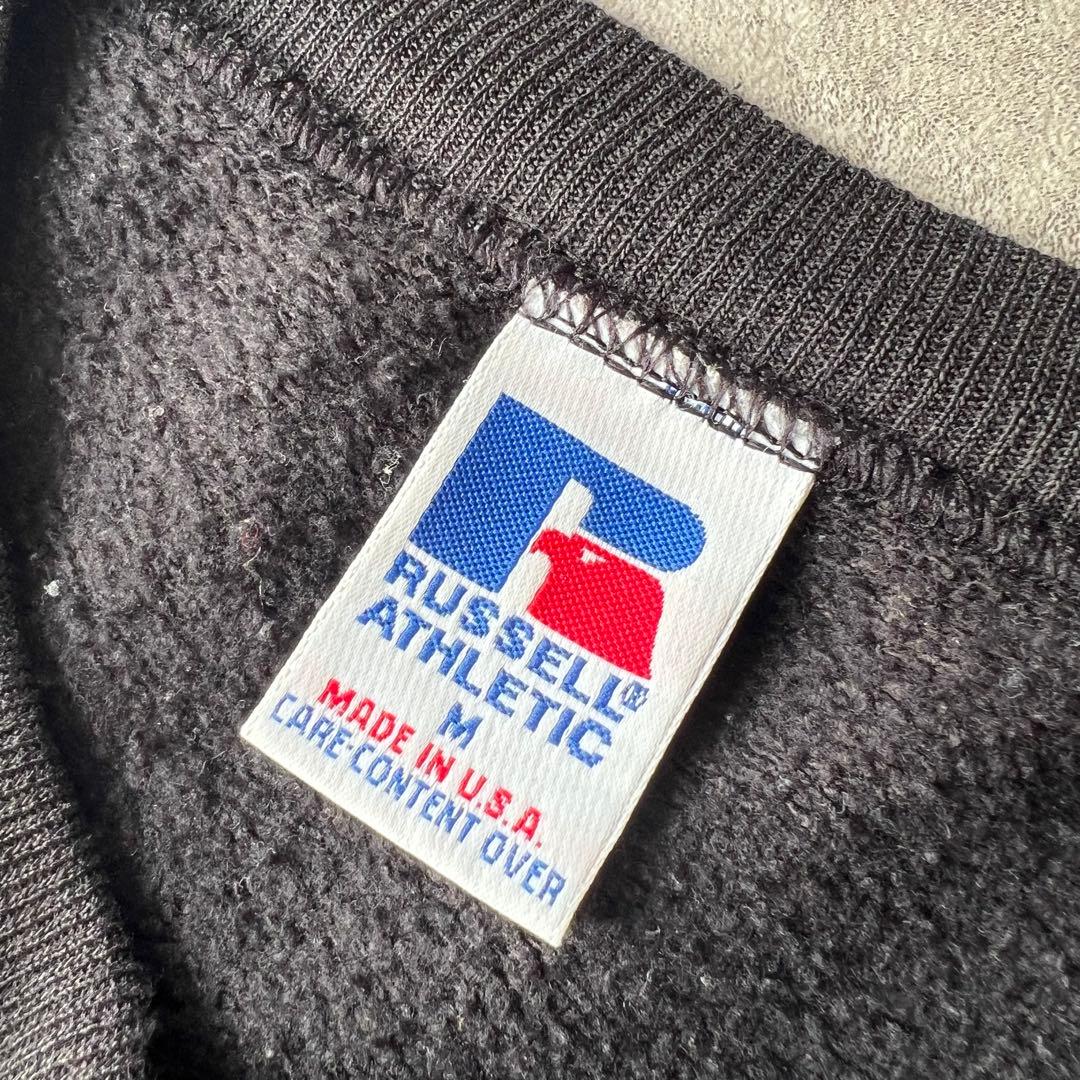 RUSSELL®
ATHLETIC
M
MADE IN U.S.A.
CARE·CONTENT OVER